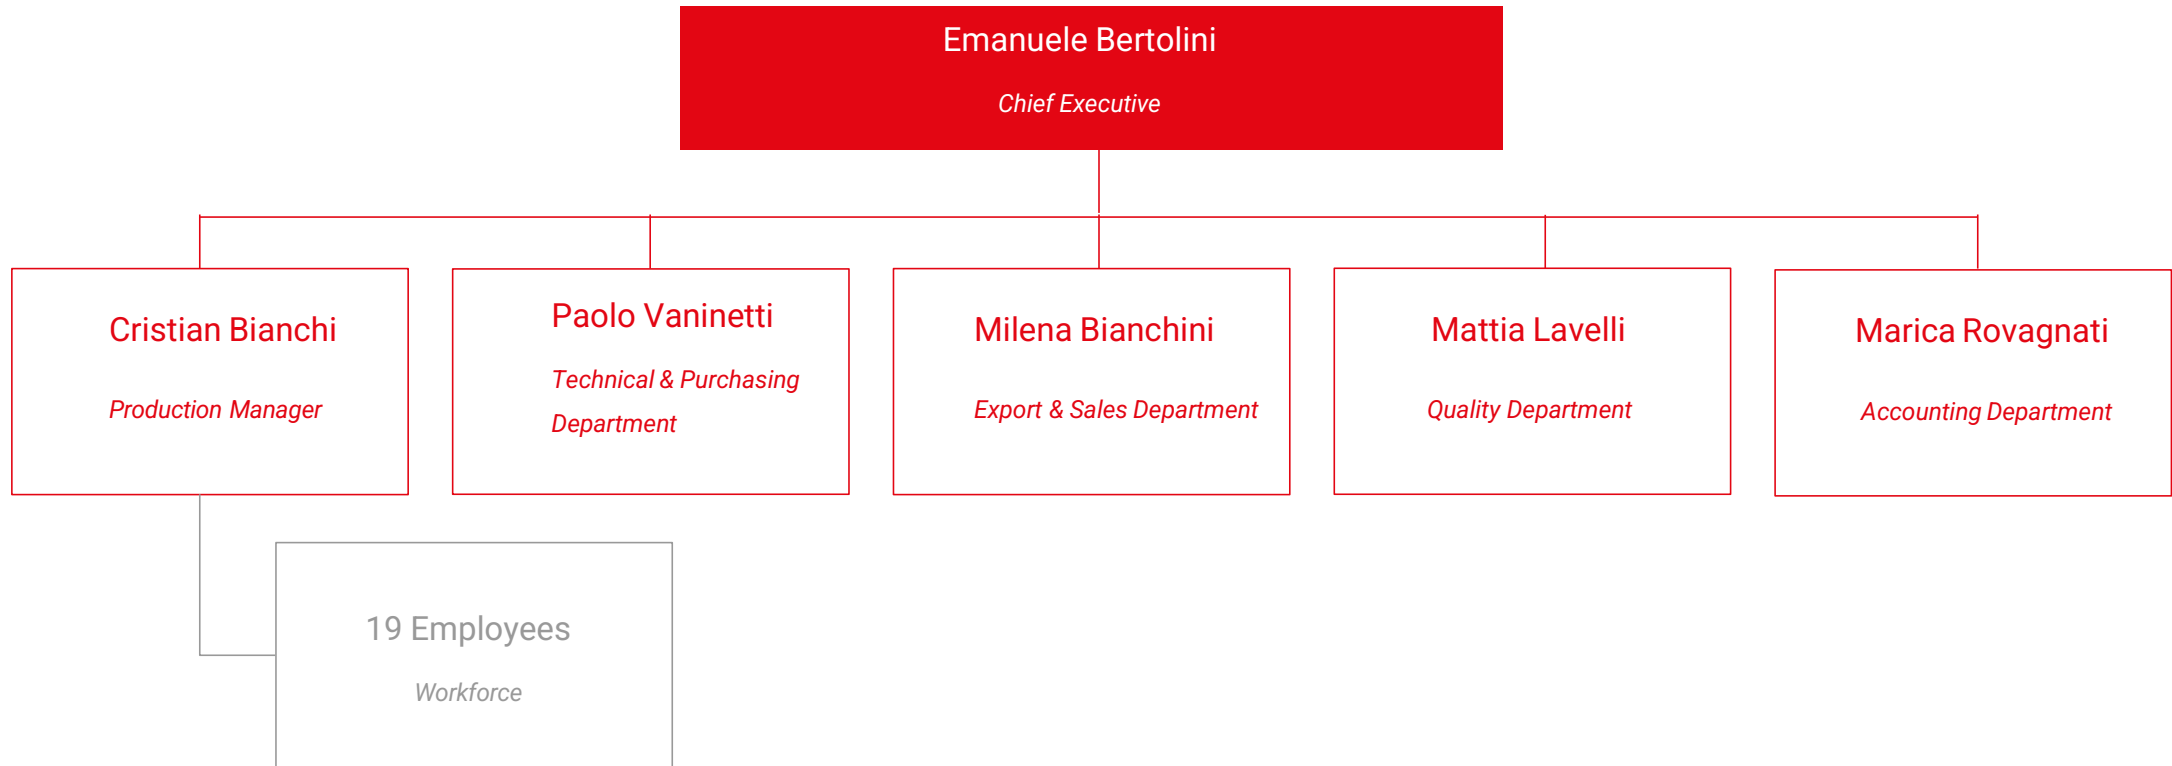 Emanuele Bertolini
Chief Executive
Cristian Bianchi
Production Manager
Paolo Vaninetti
Technical & Purchasing
Department
Milena Bianchini
Export & Sales Department
Mattia Lavelli
Quality Department
Marica Rovagnati
Accounting Department
19 Employees
Workforce